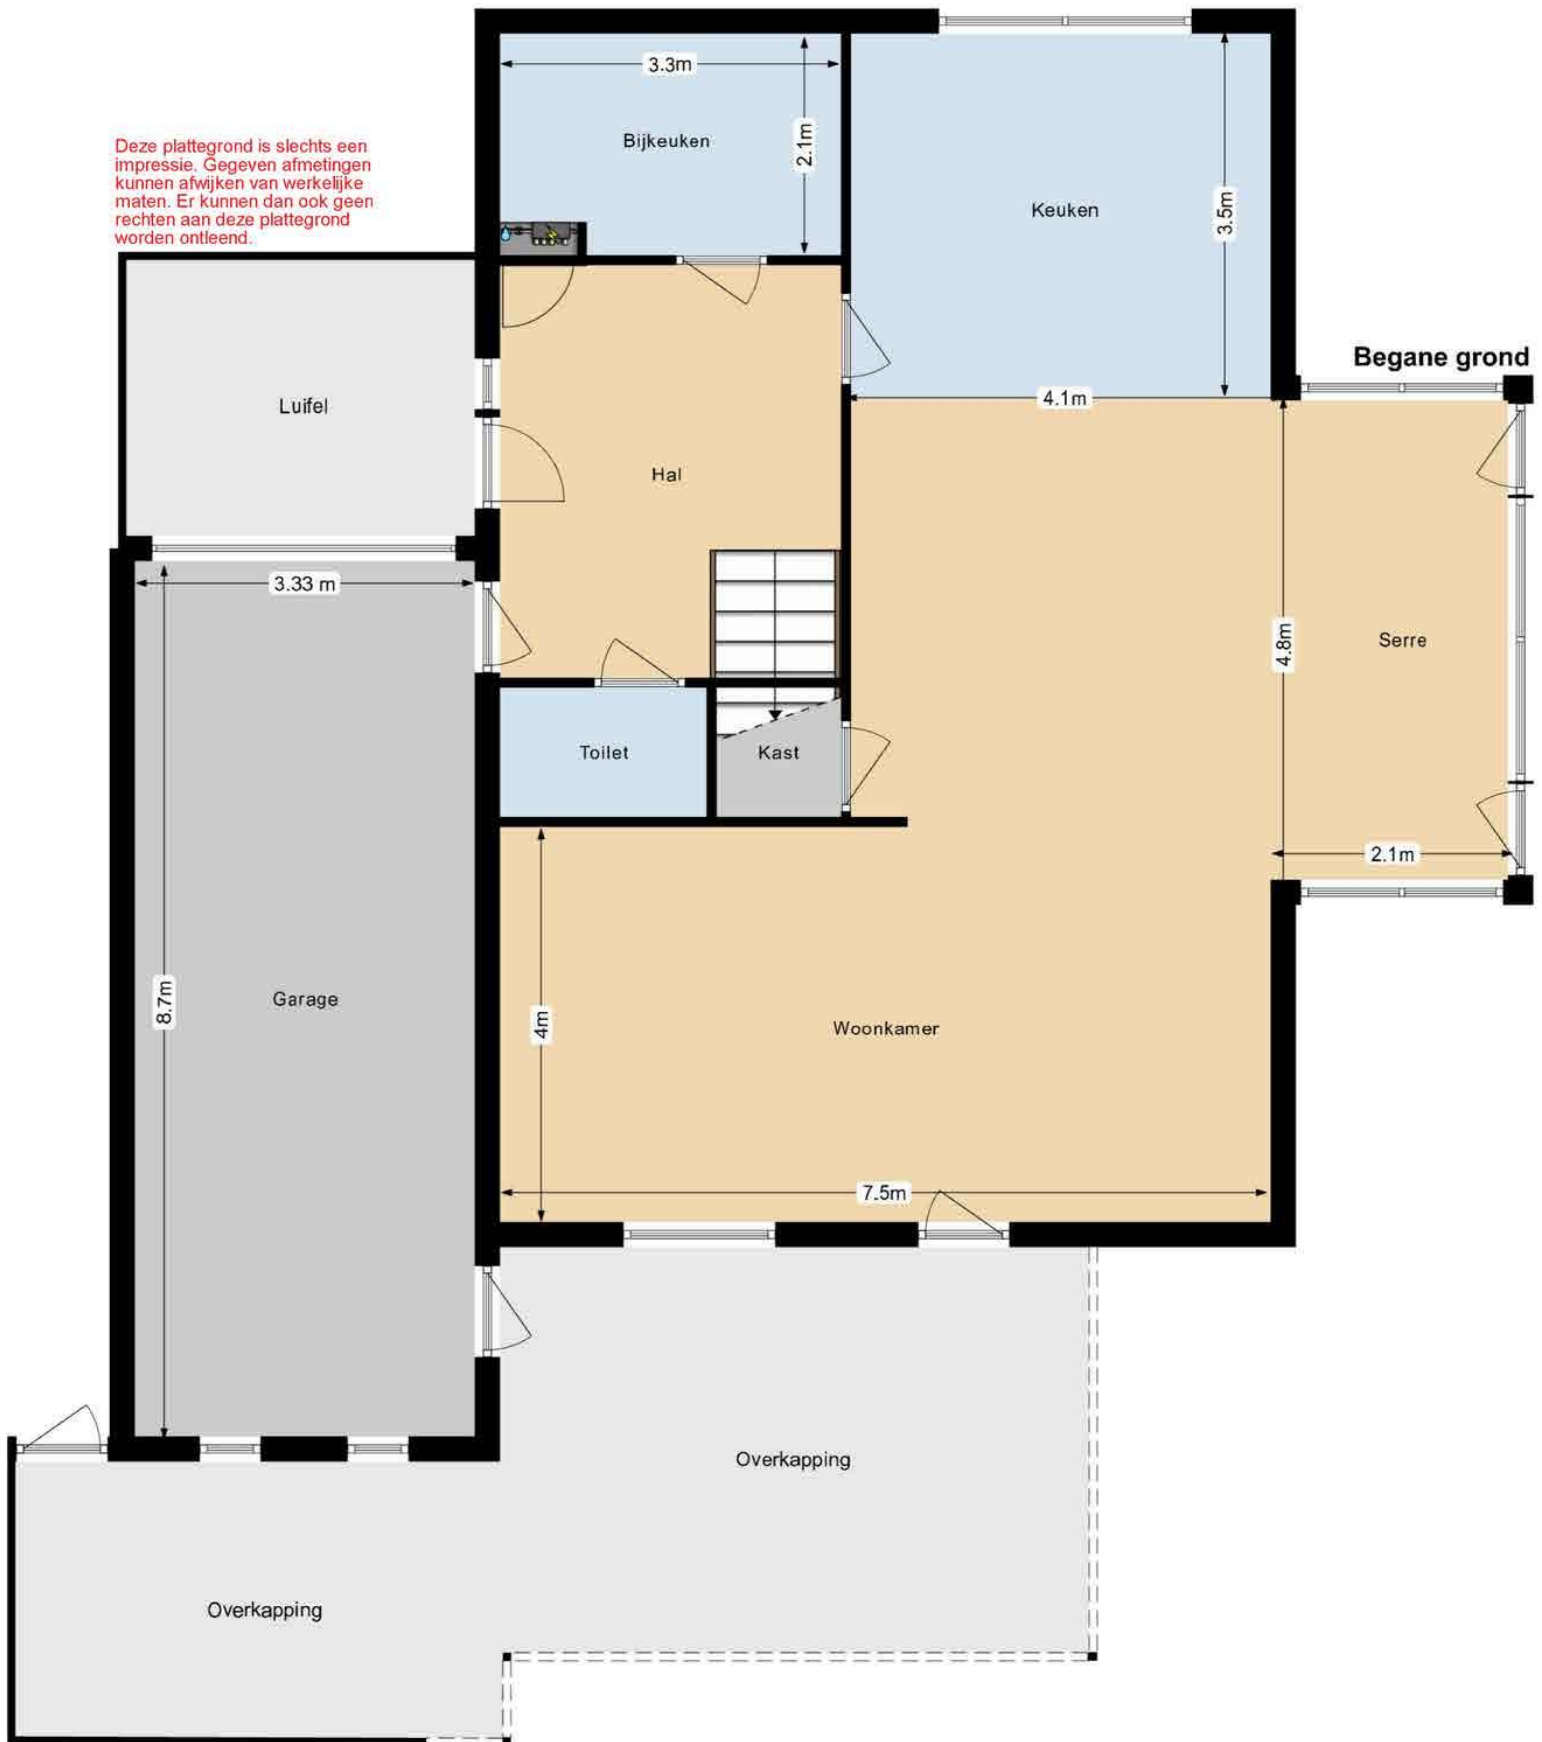 3.3m
Bijkeuken
2.1m
Keuken
3.5m
Deze plattegrond is slechts een
impressie. Gegeven afmetingen
kunnen afwijken van werkelijke
maten. Er kunnen dan ook geen
rechten aan deze plattegrond
worden ontleend.
Begane grond
Luifel
4.1m
Hal
3.33 m
4.8m
Serre
Toilet
Kast
2.1m
8.7m
Garage
4m
Woonkamer
7.5m
Overkapping
Overkapping